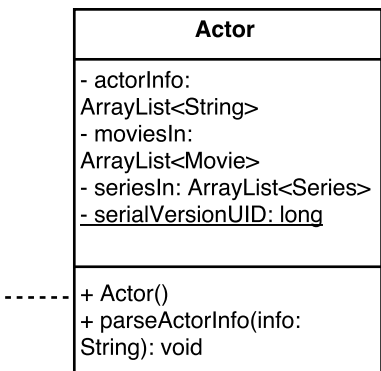 Actor
- actorInfo:
ArrayList<String>
- moviesIn:
ArrayList<Movie>
- seriesIn: ArrayList<Series>
- serialVersionUID: long
+ Actor()
+ parseActorInfo(info:
String): void